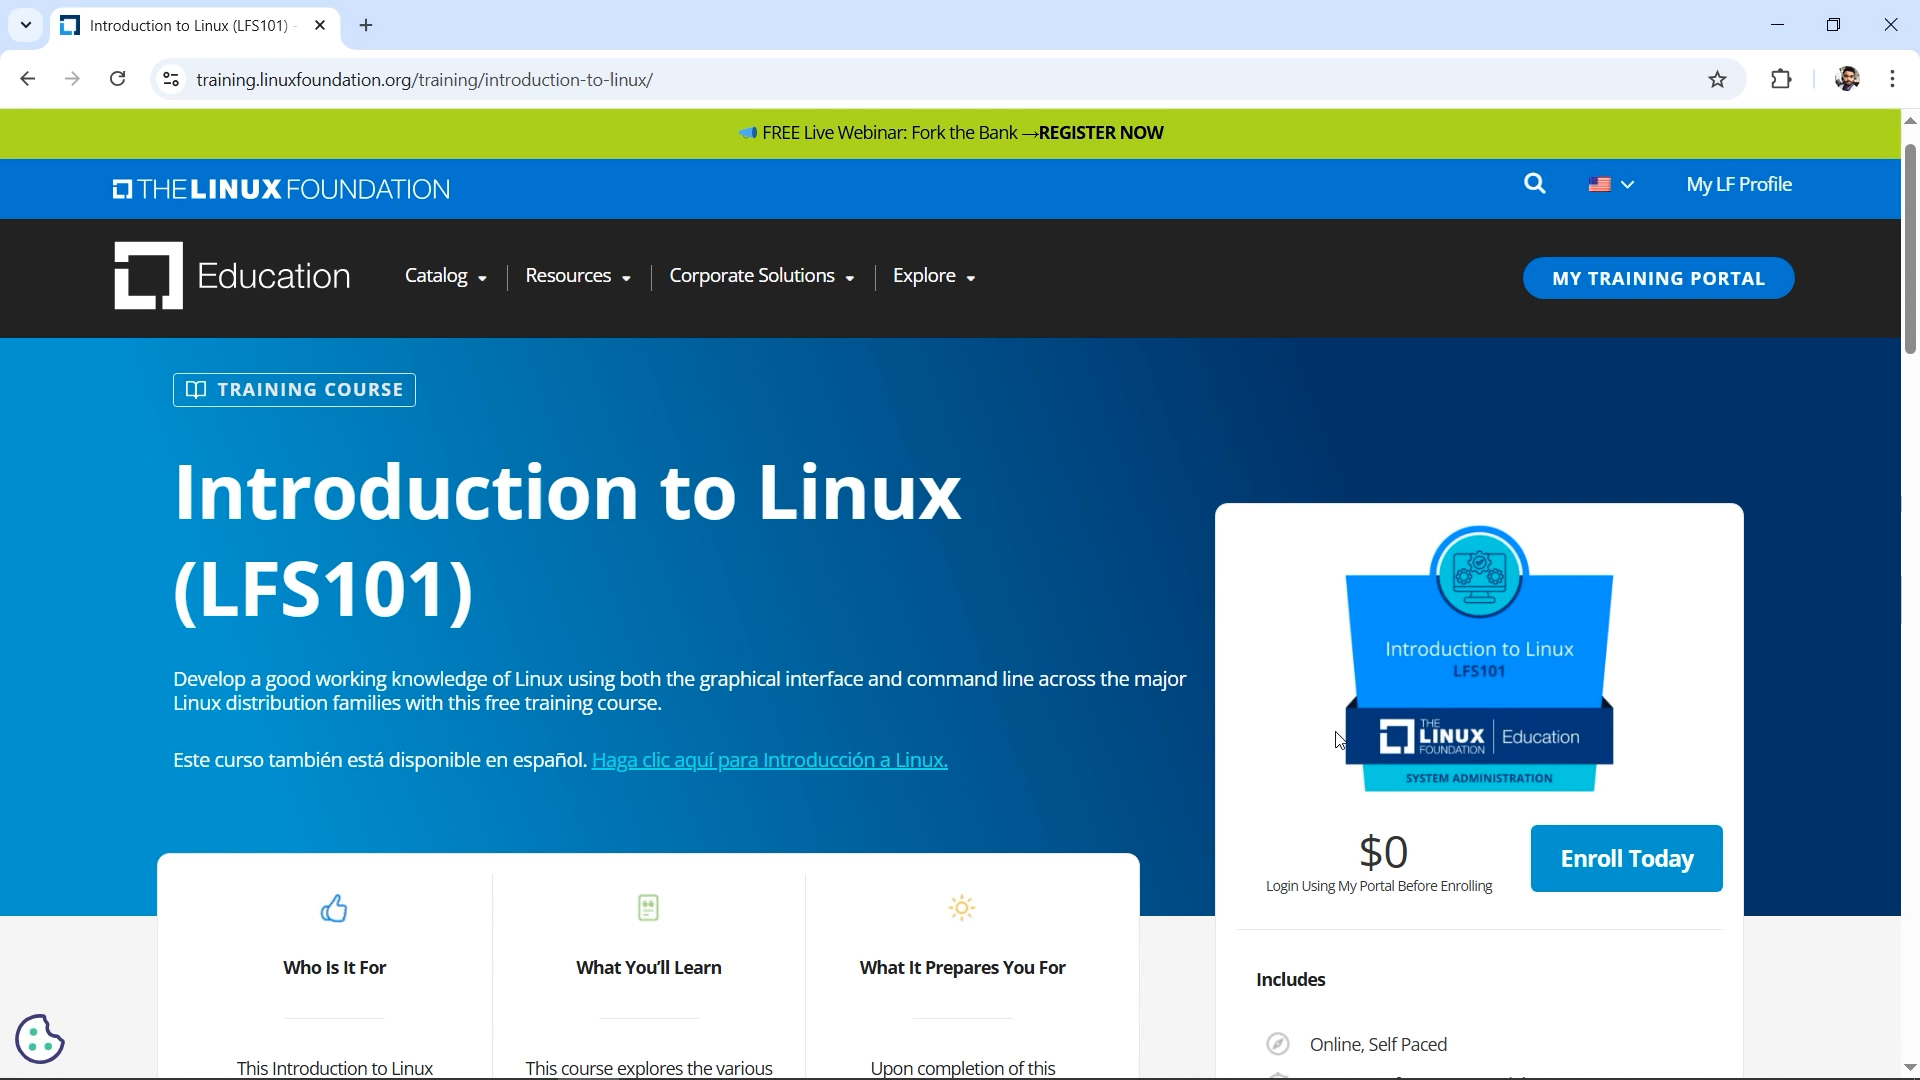 Introduction to Linux (LFS101) -
training.linuxfoundation.org/training/introduction-to-linux/
FREE Live Webinar: Fork the Bank →REGISTER NOW
THE LINUX FOUNDATION
My LF Profile
Education
Catalog
Resources
Corporate Solutions
Explore
MY TRAINING PORTAL
TRAINING COURSE
Introduction to Linux
(LFS101)
Develop a good working knowledge of Linux using both the graphical interface and command line across the major
Linux distribution families with this free training course.
Este curso también está disponible en español. Haga clic aquí para Introducción a Linux.
Introduction to Linux
LFS101
THE LINUX FOUNDATION | Education
SYSTEM ADMINISTRATION
$0
Login Using My Portal Before Enrolling
Enroll Today
Includes
Online, Self Paced
Who Is It For
This Introduction to Linux
What You'll Learn
This course explores the various
What It Prepares You For
Upon completion of this